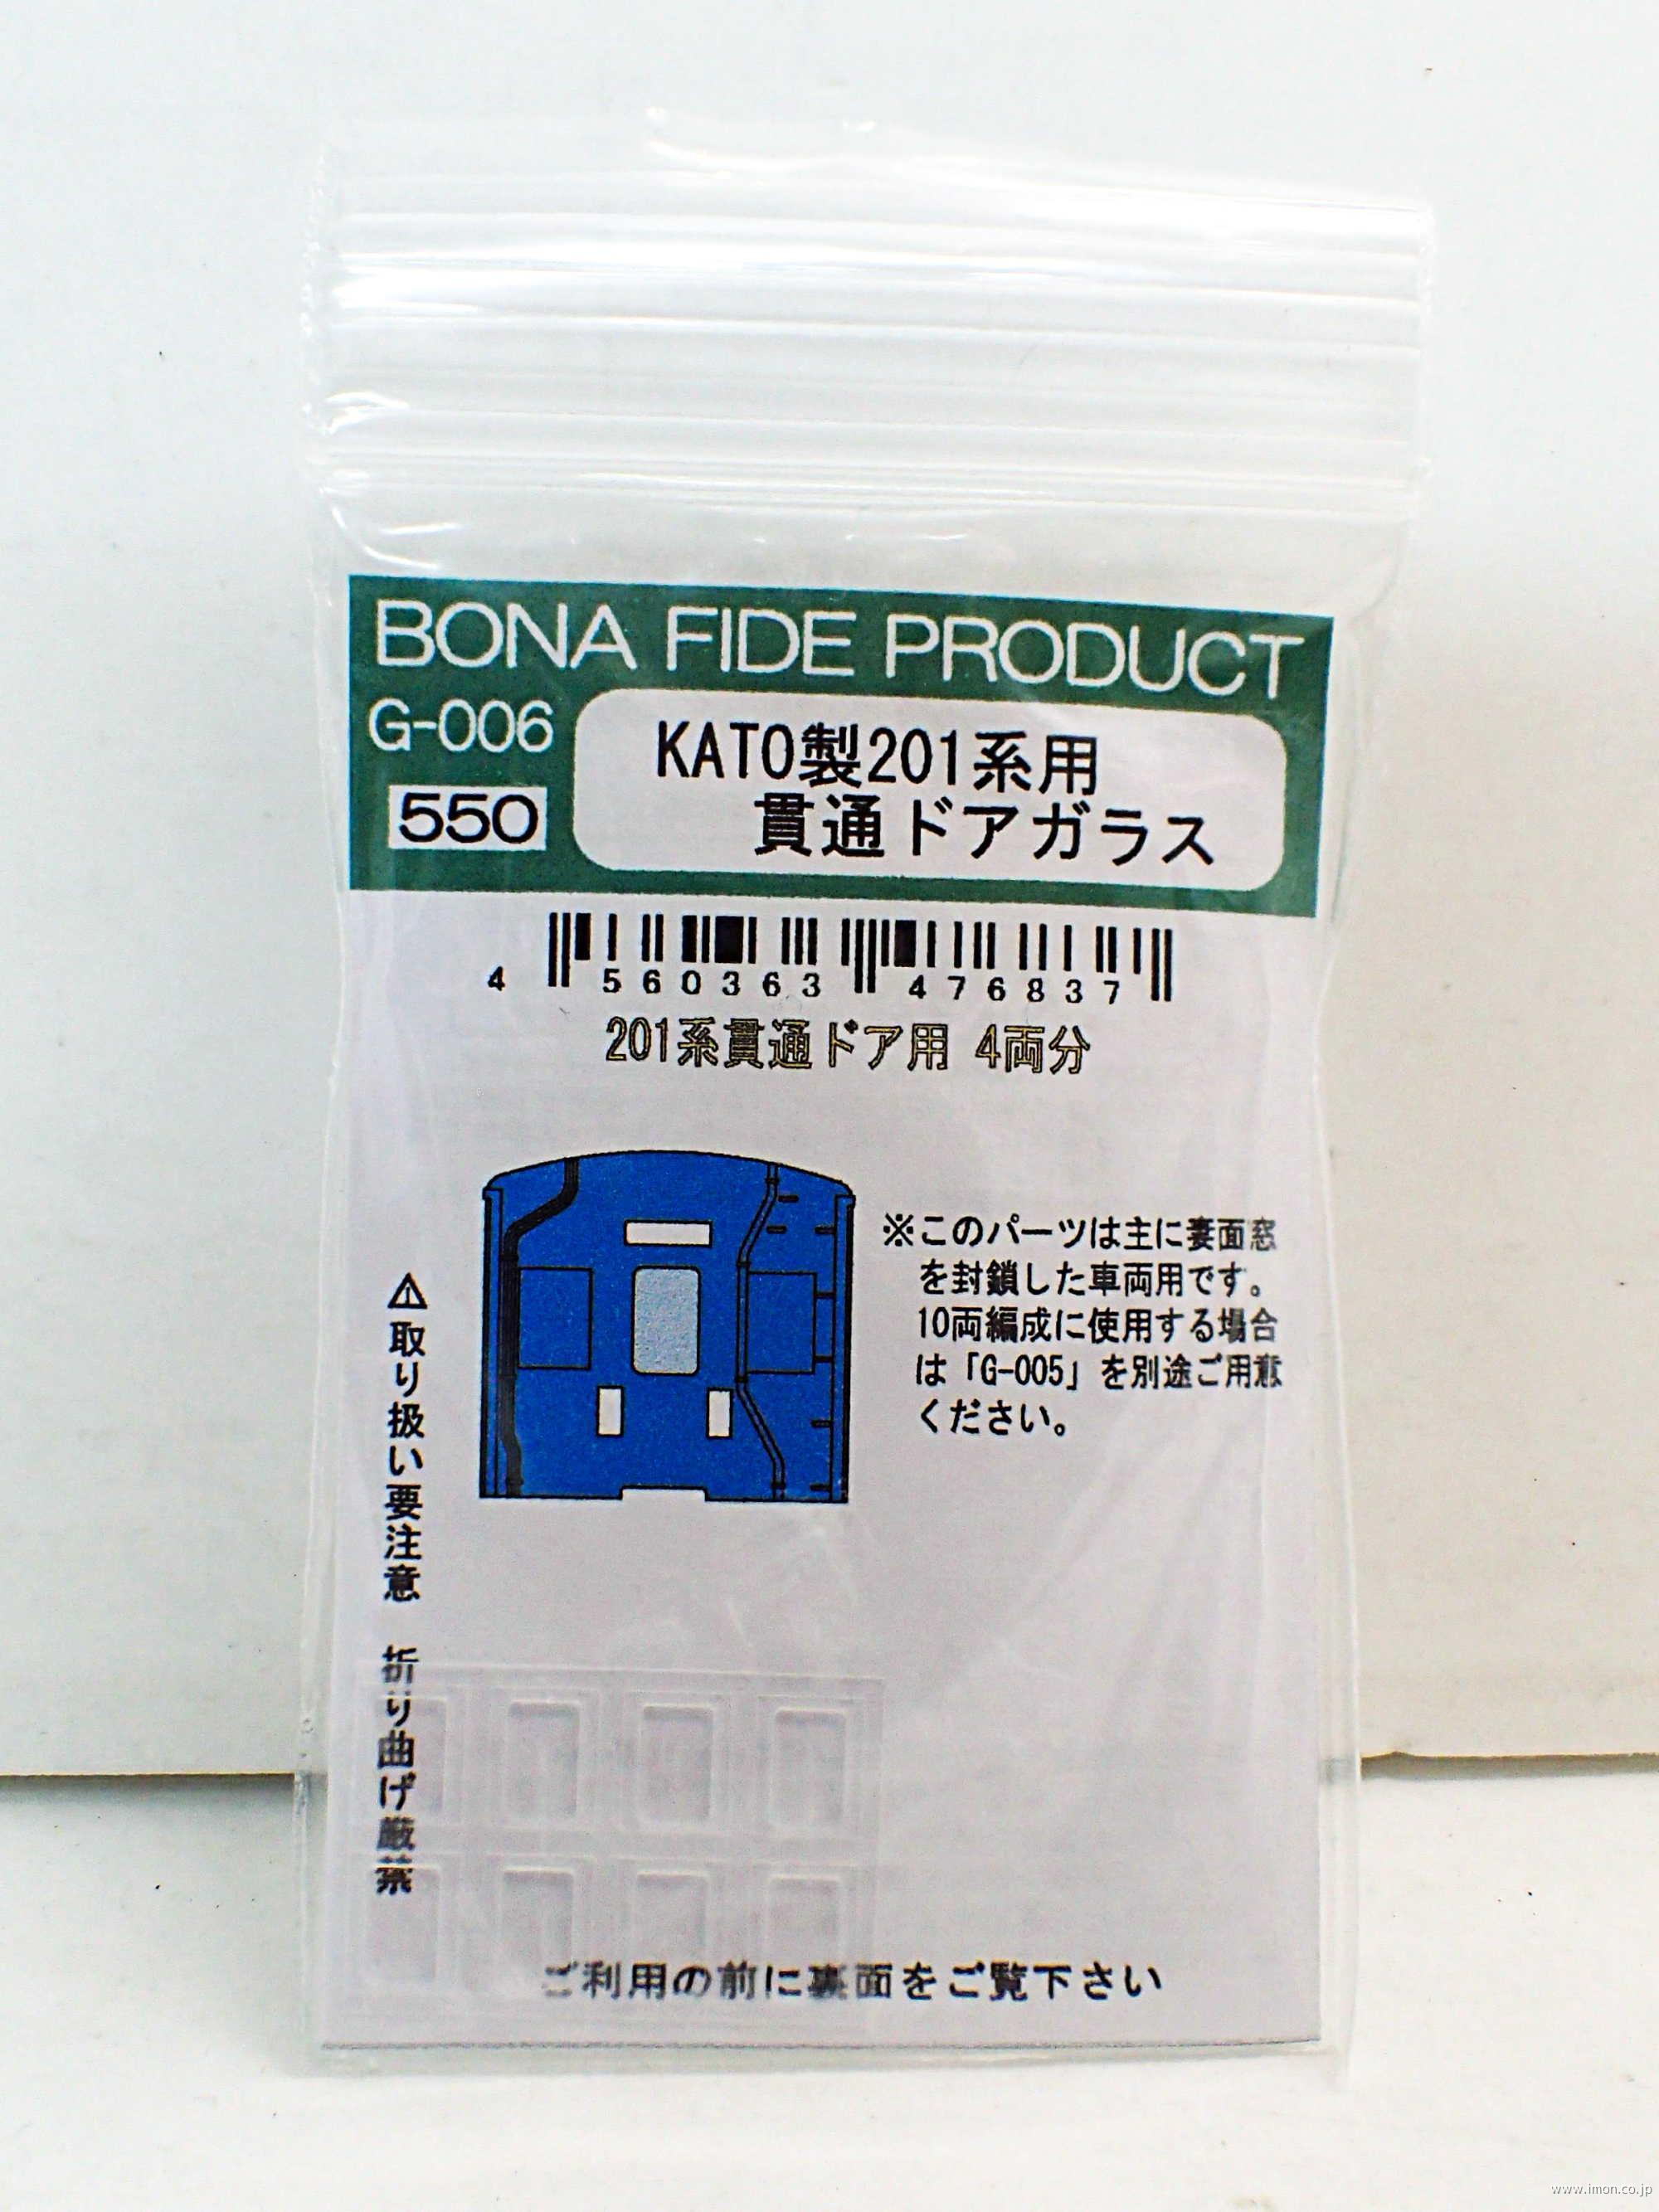 BONA FIDE PRODUCT
G-006
550
KATO製201系用
貫通ドアガラス
4 560363 476837
201系貫通ドア用 4両分
※このパーツは主に妻面窓
を封鎖した車両用です。
10両編成に使用する場合
は「G-005」を別途ご用意
ください。
⚠取り扱い要注意 折り曲げ厳禁
ご利用の前に裏面をご覧下さい
www.imon.co.jp